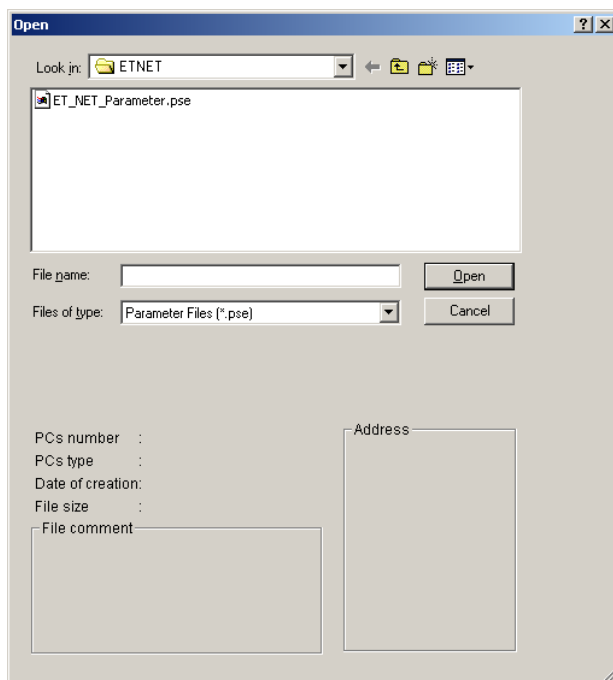 Open
Look in: ETNET
ET_NET_Parameter.pse
File name: Open
Files of type: Parameter Files (*.pse) Cancel
PCs number :
PCs type :
Date of creation:
File size :
File comment
Address